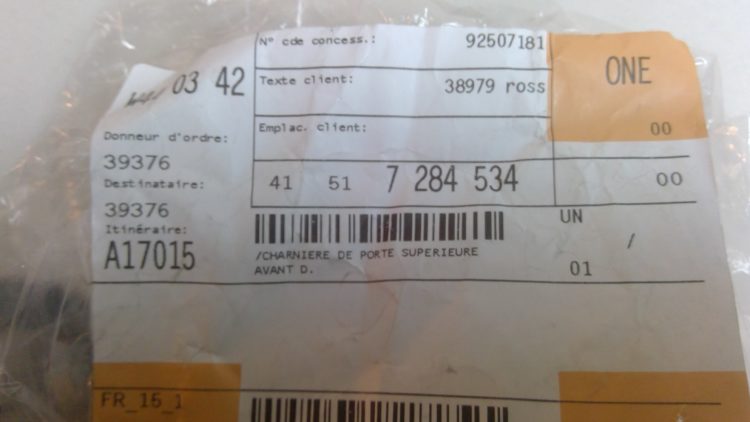 N° cde concess.: 92507181
ONE
03 42
Texte client: 38979 ross
Emplac. client:
00
Donneur d'ordre:
39376
41 51 7 284 534
00
Destinataire:
39376
UN
Itinéraire:
A17015
/
/CHARNIERE DE PORTE SUPERIEURE
AVANT D.
01
FR_15_1